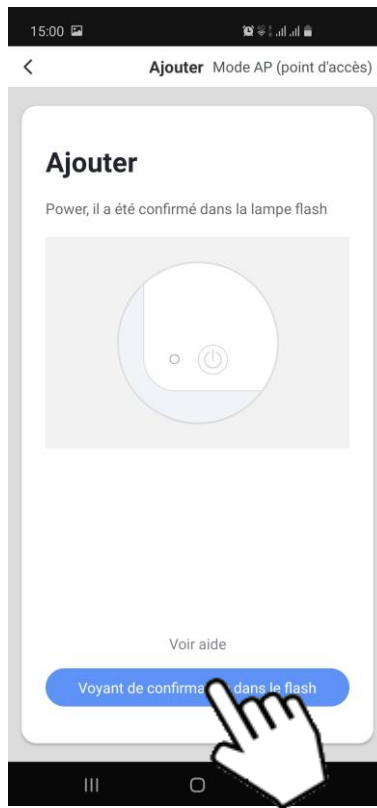 15:00
Ajouter Mode AP (point d'accès)
Ajouter
Power, il a été confirmé dans la lampe flash
Voir aide
Voyant de confirma dans le flash